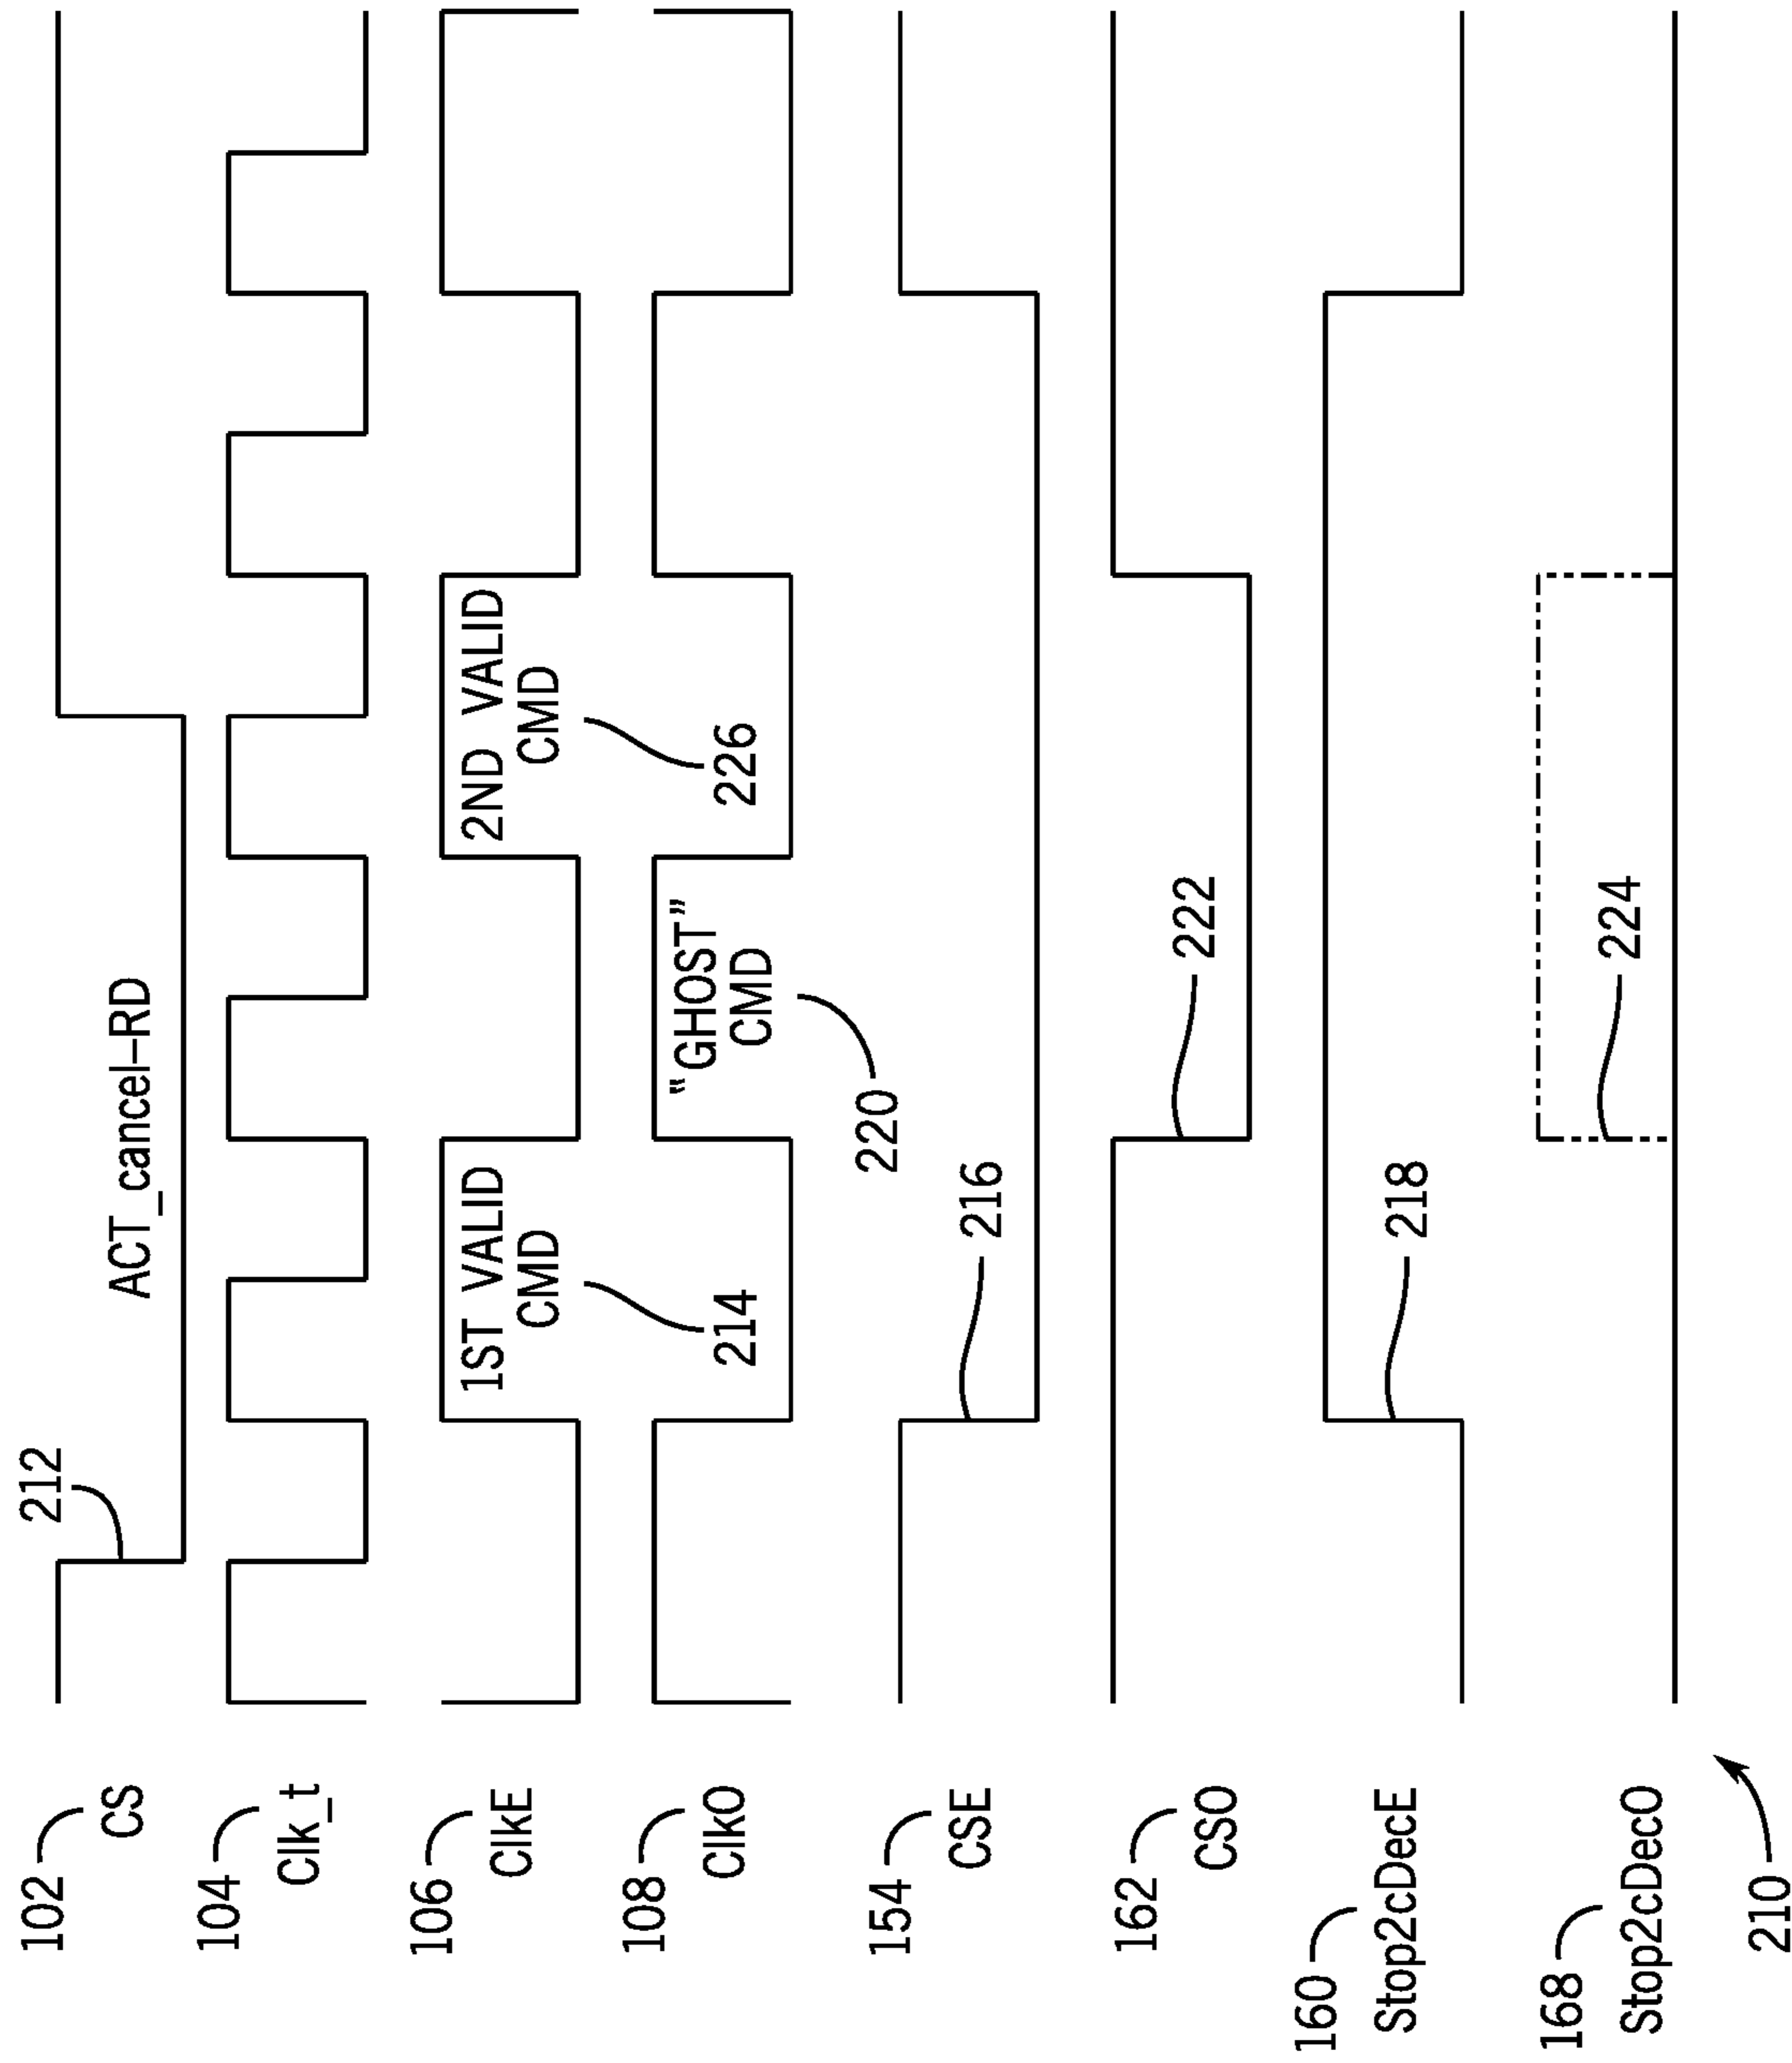 102
CS
212
ACT_cancel-RD
104
Clk_t
106
ClkE
1ST VALID
CMD
214
2ND VALID
CMD
226
108
ClkO
"GHOST"
CMD
220
154
CSE
216
162
CSO
222
160
Stop2cDecE
218
168
Stop2cDecO
224
210